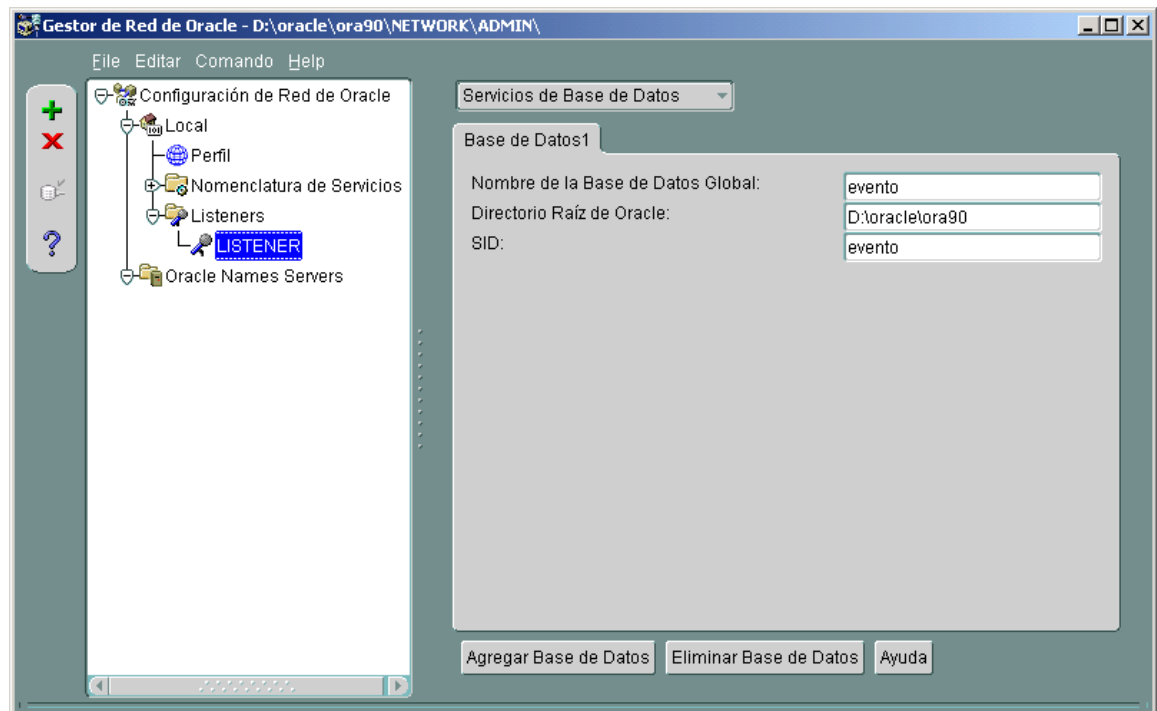 Gestor de Red de Oracle - D:\oracle\ora90\NETWORK\ADMIN\
File Editar Comando Help
Configuración de Red de Oracle
Local
Perfil
Nomenclatura de Servicios
Listeners
LISTENER
Oracle Names Servers
Servicios de Base de Datos
Base de Datos1
Nombre de la Base de Datos Global: evento
Directorio Raíz de Oracle: D:\oracle\ora90
SID: evento
Agregar Base de Datos Eliminar Base de Datos Ayuda